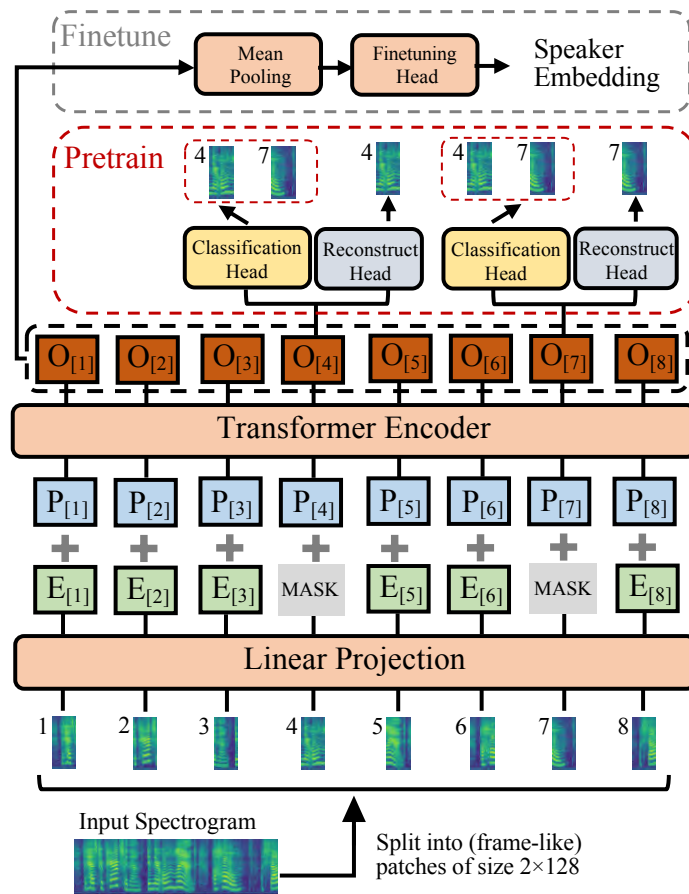 Finetune
Mean
Pooling
Finetuning
Head
Speaker
Embedding
Pretrain
4 7 4 4 7 7
Classification
Head
Reconstruct
Head
Classification
Head
Reconstruct
Head
O[1] O[2] O[3] O[4] O[5] O[6] O[7] O[8]
Transformer Encoder
P[1] P[2] P[3] P[4] P[5] P[6] P[7] P[8]
+ + + + + + + +
E[1] E[2] E[3] MASK E[5] E[6] MASK E[8]
Linear Projection
1 2 3 4 5 6 7 8
Input Spectrogram
Split into (frame-like)
patches of size 2×128